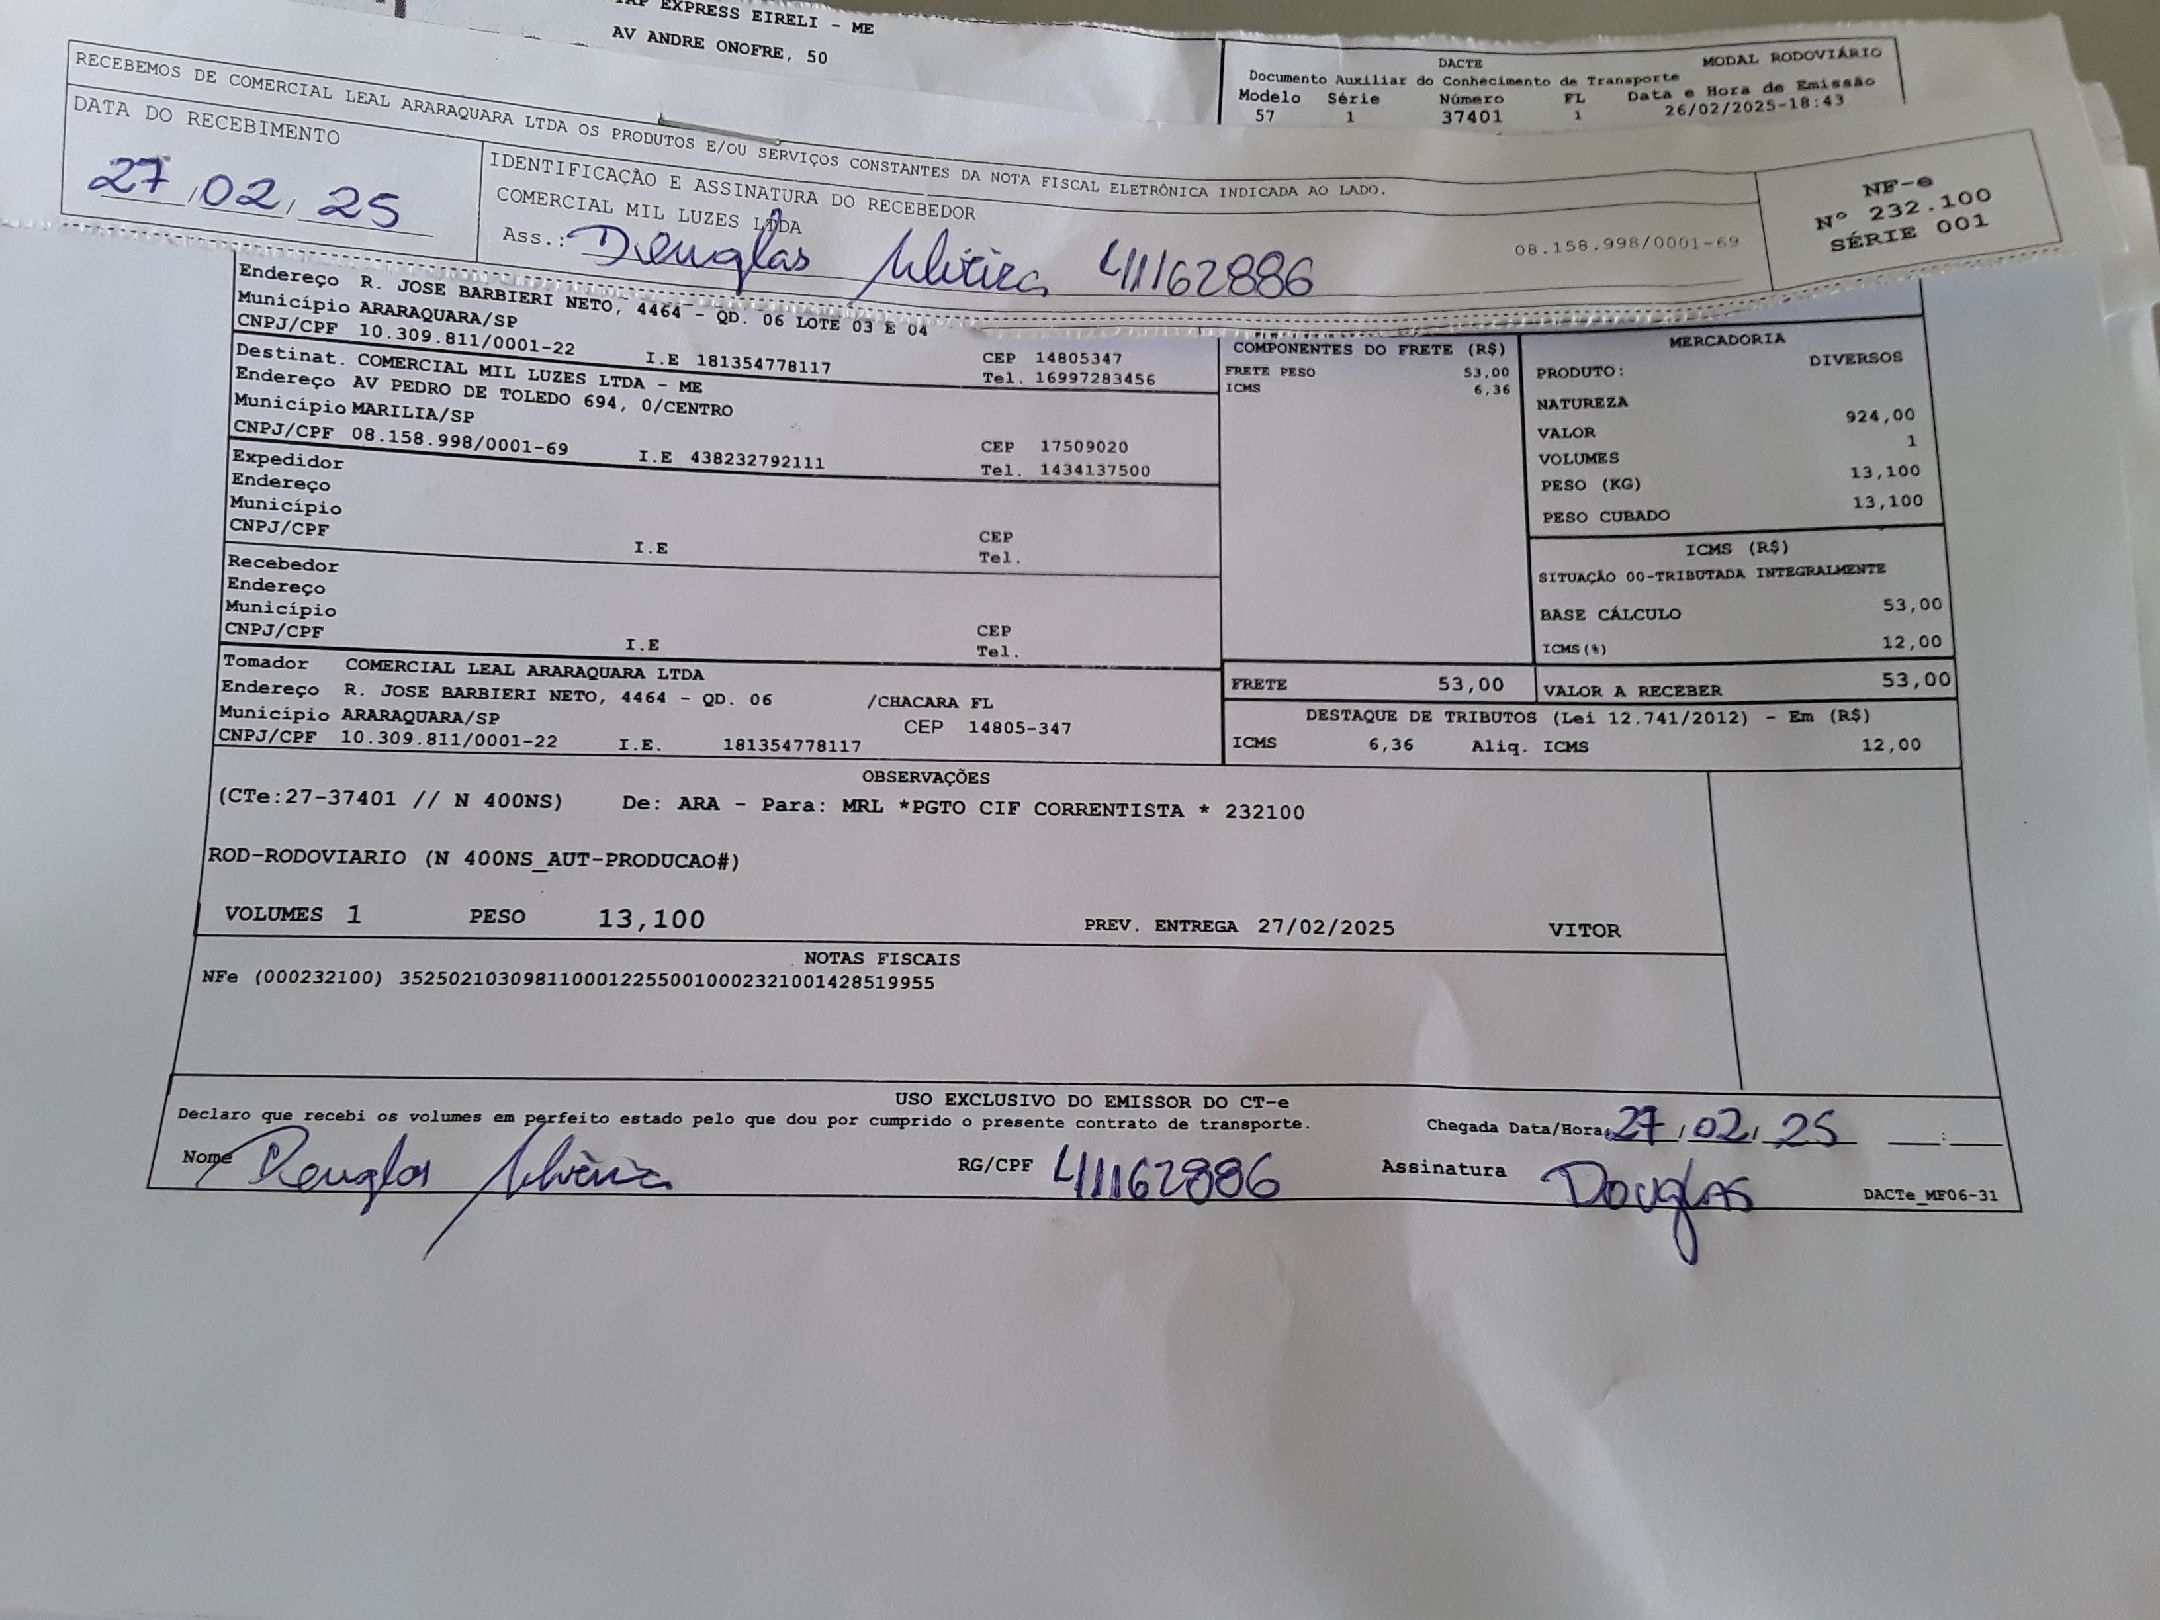 EXPRESS EIRELI - ME
AV ANDRE ONOFRE, 50
DACTE MODAL RODOVIÁRIO
Documento Auxiliar do Conhecimento de Transporte
Modelo Série Número FL Data e Hora de Emissão
57 1 37401 1 26/02/2025-18:43
RECEBEMOS DE COMERCIAL LEAL ARARAQUARA LTDA OS PRODUTOS E/OU SERVIÇOS CONSTANTES DA NOTA FISCAL ELETRÔNICA INDICADA AO LADO.
DATA DO RECEBIMENTO
27/02/25
IDENTIFICAÇÃO E ASSINATURA DO RECEBEDOR
COMERCIAL MIL LUZES LTDA
08.158.998/0001-69
Ass.: Douglas 41162886
NF-e
Nº 232.100
SÉRIE 001
Endereço R. JOSE BARBIERI NETO, 4464 - QD. 06 LOTE 03 E 04
Município ARARAQUARA/SP CEP 14805347
CNPJ/CPF 10.309.811/0001-22 I.E 181354778117 Tel. 16997283456
Destinat. COMERCIAL MIL LUZES LTDA - ME
Endereço AV PEDRO DE TOLEDO 694, 0/CENTRO
Município MARILIA/SP CEP 17509020
CNPJ/CPF 08.158.998/0001-69 I.E 438232792111 Tel. 1434137500
Expedidor
Endereço
Município CEP
CNPJ/CPF I.E Tel.
Recebedor
Endereço
Município CEP
CNPJ/CPF I.E Tel.
Tomador COMERCIAL LEAL ARARAQUARA LTDA
Endereço R. JOSE BARBIERI NETO, 4464 - QD. 06 /CHACARA FL
Município ARARAQUARA/SP CEP 14805-347
CNPJ/CPF 10.309.811/0001-22 I.E. 181354778117
COMPONENTES DO FRETE (R$)
FRETE PESO 53,00
ICMS 6,36
MERCADORIA
PRODUTO: DIVERSOS
NATUREZA
VALOR 924,00
VOLUMES 1
PESO (KG) 13,100
PESO CUBADO 13,100
ICMS (R$)
SITUAÇÃO 00-TRIBUTADA INTEGRALMENTE
BASE CÁLCULO 53,00
ICMS(%) 12,00
FRETE 53,00 VALOR A RECEBER 53,00
DESTAQUE DE TRIBUTOS (Lei 12.741/2012) - Em (R$)
ICMS 6,36 Aliq. ICMS 12,00
OBSERVAÇÕES
(CTe:27-37401 // N 400NS) De: ARA - Para: MRL *PGTO CIF CORRENTISTA * 232100
ROD-RODOVIARIO (N 400NS_AUT-PRODUCAO#)
VOLUMES 1 PESO 13,100 PREV. ENTREGA 27/02/2025 VITOR
NOTAS FISCAIS
NFe (000232100) 35250210309811000122550010002321001428519955
USO EXCLUSIVO DO EMISSOR DO CT-e
Declaro que recebi os volumes em perfeito estado pelo que dou por cumprido o presente contrato de transporte.
Chegada Data/Hora: 27/02/25 __:__
Nome Douglas RG/CPF 41162886 Assinatura Douglas
DACTe_MF06-31